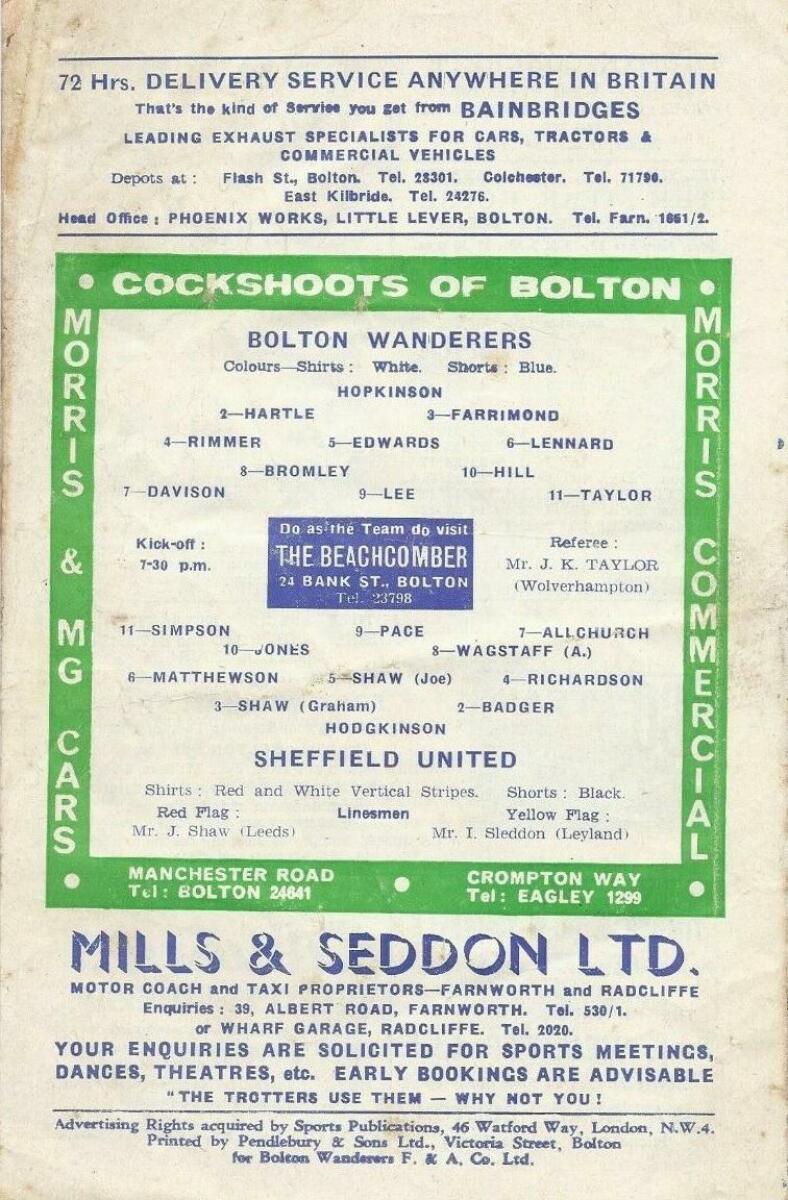 72 Hrs. DELIVERY SERVICE ANYWHERE IN BRITAIN
That's the kind of Service you get from BAINBRIDGES
LEADING EXHAUST SPECIALISTS FOR CARS, TRACTORS &
COMMERCIAL VEHICLES
Depots at : Flash St., Bolton. Tel. 28301. Colchester. Tel. 71790.
East Kilbride. Tel. 24276.
Head Office : PHOENIX WORKS, LITTLE LEVER, BOLTON. Tel. Farn. 1661/2.
• COCKSHOOTS OF BOLTON •
MORRIS & MG CARS
MORRIS COMMERCIAL
BOLTON WANDERERS
Colours—Shirts : White. Shorts : Blue.
HOPKINSON
2—HARTLE 3—FARRIMOND
4—RIMMER 5—EDWARDS 6—LENNARD
8—BROMLEY 10—HILL
7—DAVISON 9—LEE 11—TAYLOR
Kick-off :
7-30 p.m.
Do as the Team do visit
THE BEACHCOMBER
24 BANK ST., BOLTON
Tel. 23798
Referee :
Mr. J. K. TAYLOR
(Wolverhampton)
11—SIMPSON 9—PACE 7—ALLCHURCH
10—JONES 8—WAGSTAFF (A.)
6—MATTHEWSON 5—SHAW (Joe) 4—RICHARDSON
3—SHAW (Graham) 2—BADGER
HODGKINSON
SHEFFIELD UNITED
Shirts : Red and White Vertical Stripes. Shorts : Black.
Red Flag : Linesmen Yellow Flag :
Mr. J. Shaw (Leeds) Mr. I. Sleddon (Leyland)
MANCHESTER ROAD
Tel: BOLTON 24641
CROMPTON WAY
Tel: EAGLEY 1299
MILLS & SEDDON LTD.
MOTOR COACH and TAXI PROPRIETORS—FARNWORTH and RADCLIFFE
Enquiries : 39, ALBERT ROAD, FARNWORTH. Tel. 530/1.
or WHARF GARAGE, RADCLIFFE. Tel. 2020.
YOUR ENQUIRIES ARE SOLICITED FOR SPORTS MEETINGS,
DANCES, THEATRES, etc. EARLY BOOKINGS ARE ADVISABLE
"THE TROTTERS USE THEM — WHY NOT YOU !
Advertising Rights acquired by Sports Publications, 46 Watford Way, London, N.W.4.
Printed by Pendlebury & Sons Ltd., Victoria Street, Bolton
for Bolton Wanderers F. & A. Co. Ltd.